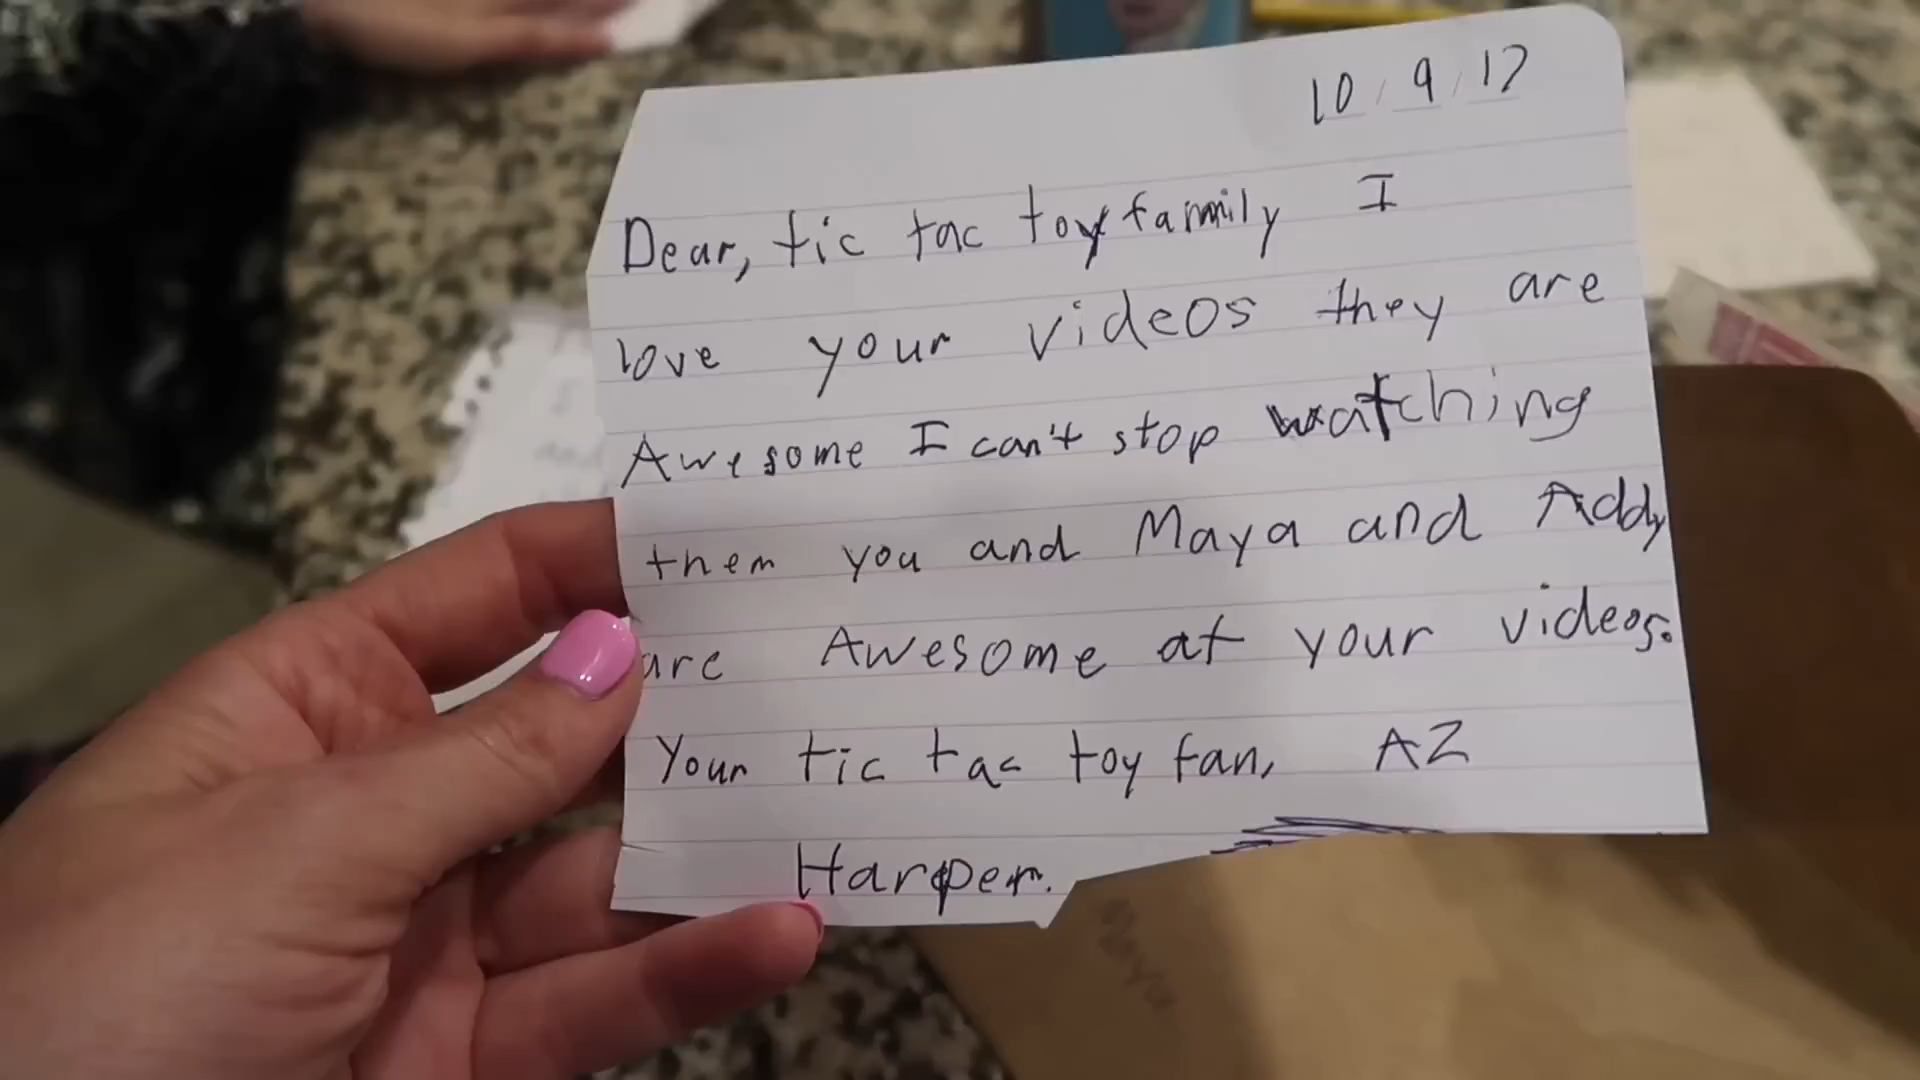 10/9/17
Dear, tic tac toy family I
love your videos they are
Awesome I can't stop watching
them you and Maya and Addy
are Awesome at your videos.
Your tic tac toy fan, AZ
Harper.